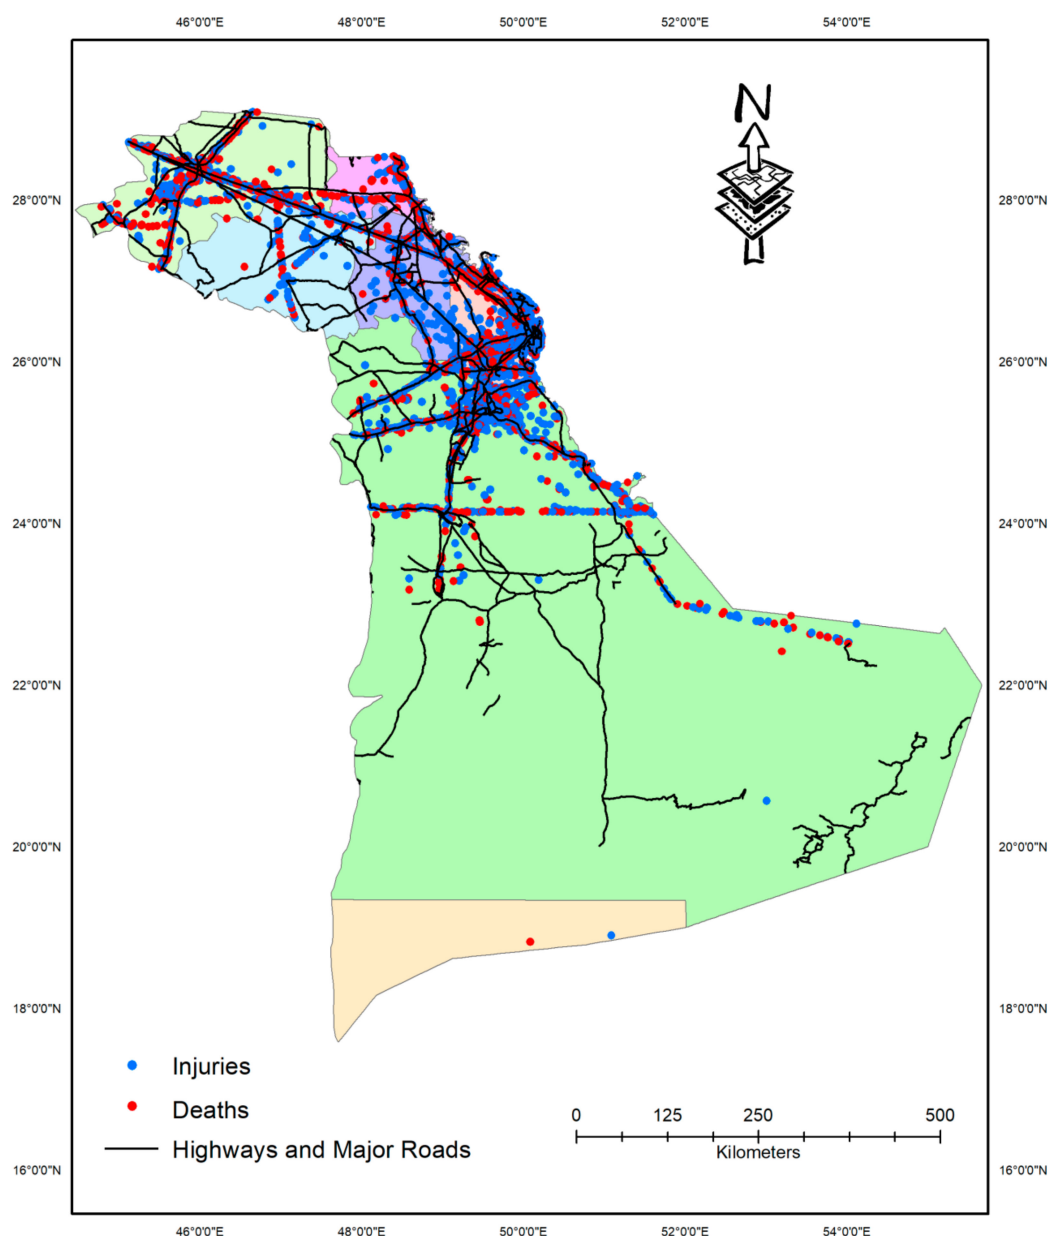 46°0'0"E 48°0'0"E 50°0'0"E 52°0'0"E 54°0'0"E
N
28°0'0"N 28°0'0"N
26°0'0"N 26°0'0"N
24°0'0"N 24°0'0"N
22°0'0"N 22°0'0"N
20°0'0"N 20°0'0"N
18°0'0"N 18°0'0"N
Injuries
Deaths
Highways and Major Roads
0 125 250 500
Kilometers
16°0'0"N 16°0'0"N
46°0'0"E 48°0'0"E 50°0'0"E 52°0'0"E 54°0'0"E